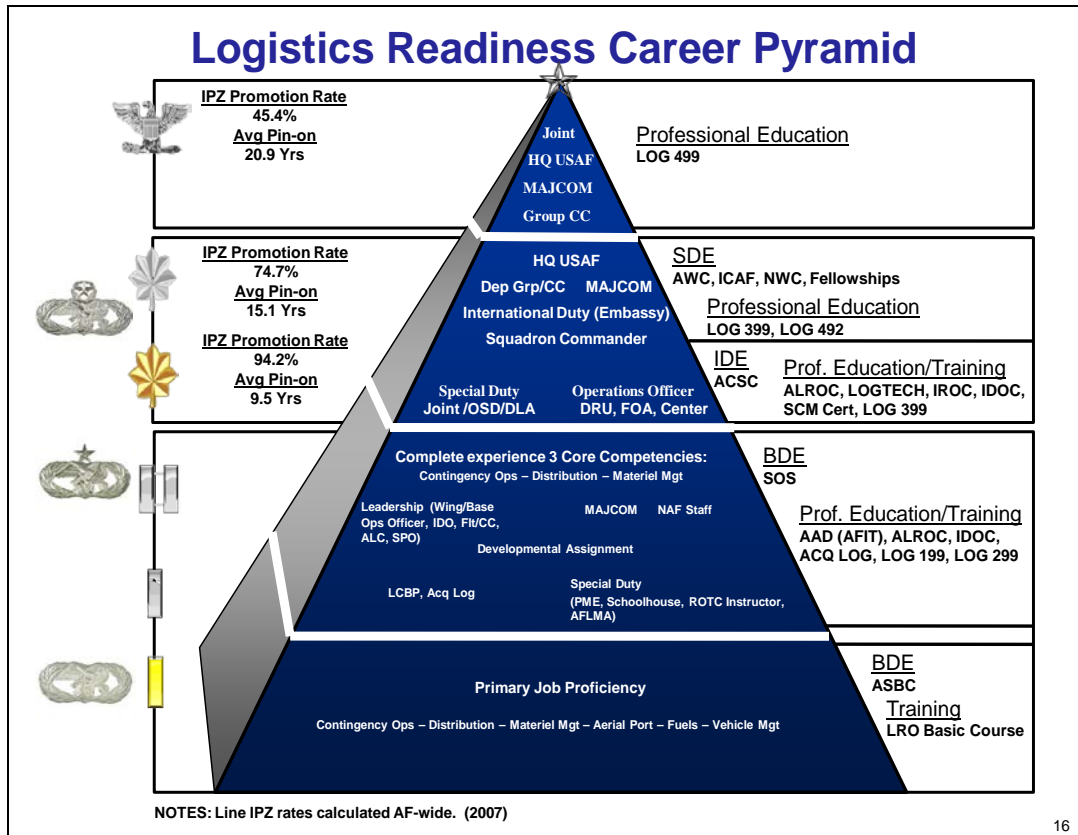 Logistics Readiness Career Pyramid
IPZ Promotion Rate
45.4%
Avg Pin-on
20.9 Yrs
Joint
HQ USAF
MAJCOM
Group CC
Professional Education
LOG 499
IPZ Promotion Rate
74.7%
Avg Pin-on
15.1 Yrs
IPZ Promotion Rate
94.2%
Avg Pin-on
9.5 Yrs
HQ USAF
Dep Grp/CC MAJCOM
International Duty (Embassy)
Squadron Commander
Special Duty
Joint /OSD/DLA
Operations Officer
DRU, FOA, Center
SDE
AWC, ICAF, NWC, Fellowships
Professional Education
LOG 399, LOG 492
IDE
ACSC
Prof. Education/Training
ALROC, LOGTECH, IROC, IDOC,
SCM Cert, LOG 399
Complete experience 3 Core Competencies:
Contingency Ops – Distribution – Materiel Mgt
Leadership (Wing/Base
Ops Officer, IDO, Flt/CC,
ALC, SPO)
MAJCOM NAF Staff
Developmental Assignment
LCBP, Acq Log
Special Duty
(PME, Schoolhouse, ROTC Instructor,
AFLMA)
BDE
SOS
Prof. Education/Training
AAD (AFIT), ALROC, IDOC,
ACQ LOG, LOG 199, LOG 299
Primary Job Proficiency
Contingency Ops – Distribution – Materiel Mgt – Aerial Port – Fuels – Vehicle Mgt
BDE
ASBC
Training
LRO Basic Course
NOTES: Line IPZ rates calculated AF-wide. (2007)
16